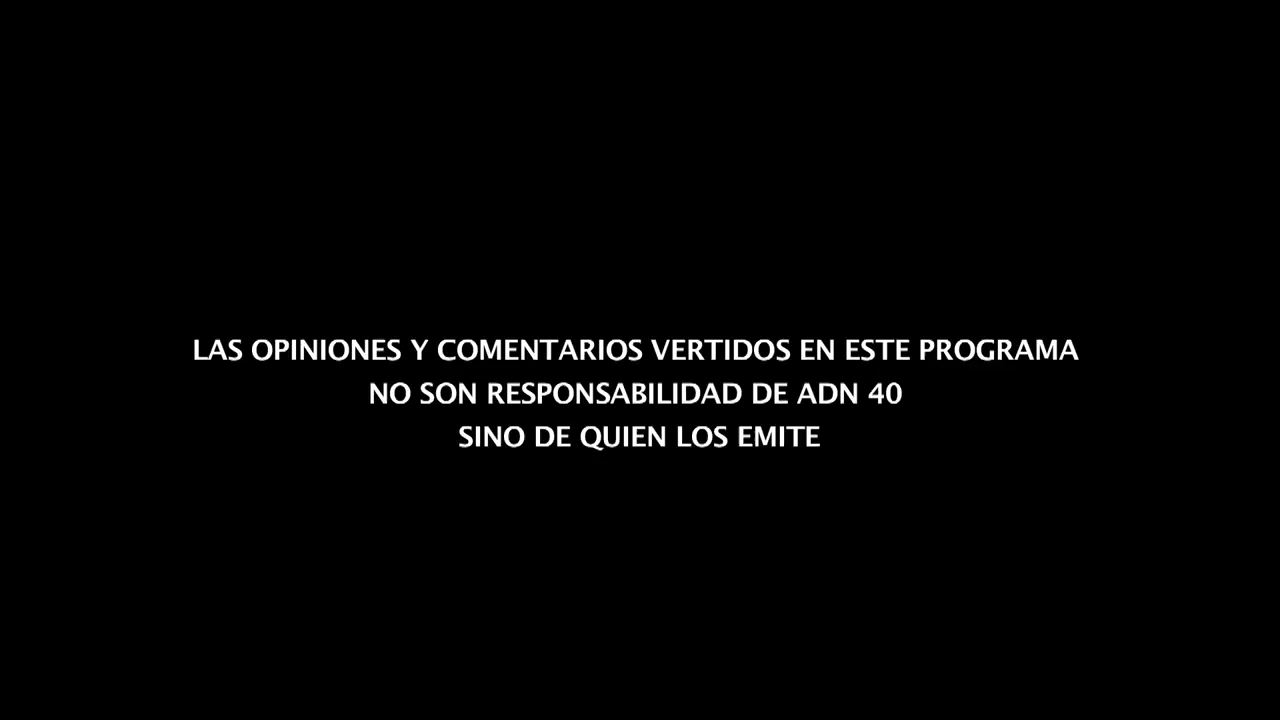 LAS OPINIONES Y COMENTARIOS VERTIDOS EN ESTE PROGRAMA
NO SON RESPONSABILIDAD DE ADN 40
SINO DE QUIEN LOS EMITE